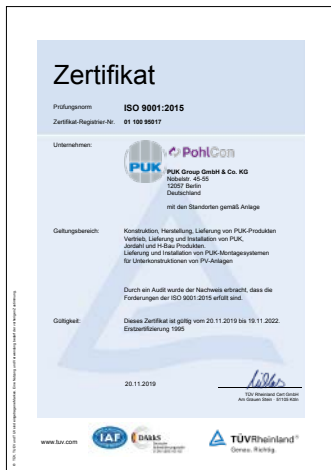 Zertifikat
Prüfungsnorm ISO 9001:2015
Zertifikat-Registrier-Nr. 01 100 95017
Unternehmen:
PohlCon
PUK
PUK Group GmbH & Co. KG
Nobelstr. 45-55
12057 Berlin
Deutschland
mit den Standorten gemäß Anlage
Geltungsbereich: Konstruktion, Herstellung, Lieferung von PUK-Produkten
Vertrieb, Lieferung und Installation von PUK,
Jordahl und H-Bau Produkten.
Lieferung und Installation von PUK-Montagesystemen
für Unterkonstruktionen von PV-Anlagen
Durch ein Audit wurde der Nachweis erbracht, dass die
Forderungen der ISO 9001:2015 erfüllt sind.
Gültigkeit: Dieses Zertifikat ist gültig vom 20.11.2019 bis 19.11.2022.
Erstzertifizierung 1995
20.11.2019
TÜV Rheinland Cert GmbH
Am Grauen Stein · 51105 Köln
www.tuv.com
IAF
DAkkS
TÜVRheinland®
Genau. Richtig.